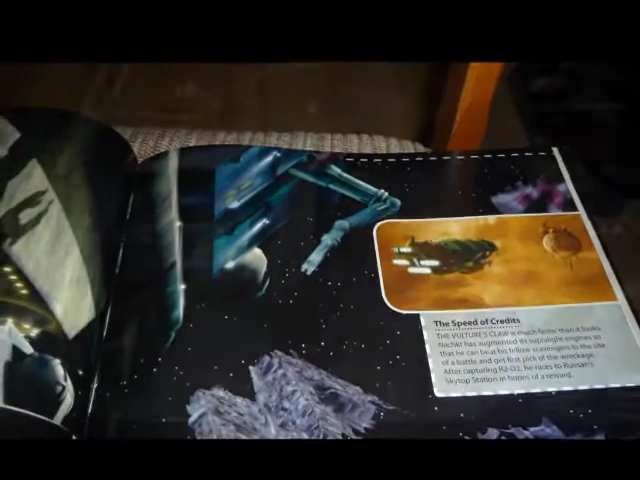 The Speed of Credits
THE VULTURE'S CLAW is much faster than it looks.
Nachkt has augmented its sublight engines so
that he can beat his fellow scavengers to the site
of a battle and get first pick of the wreckage.
After capturing R2-D2, he races to Ruusan's
Skytop Station in hopes of a reward.